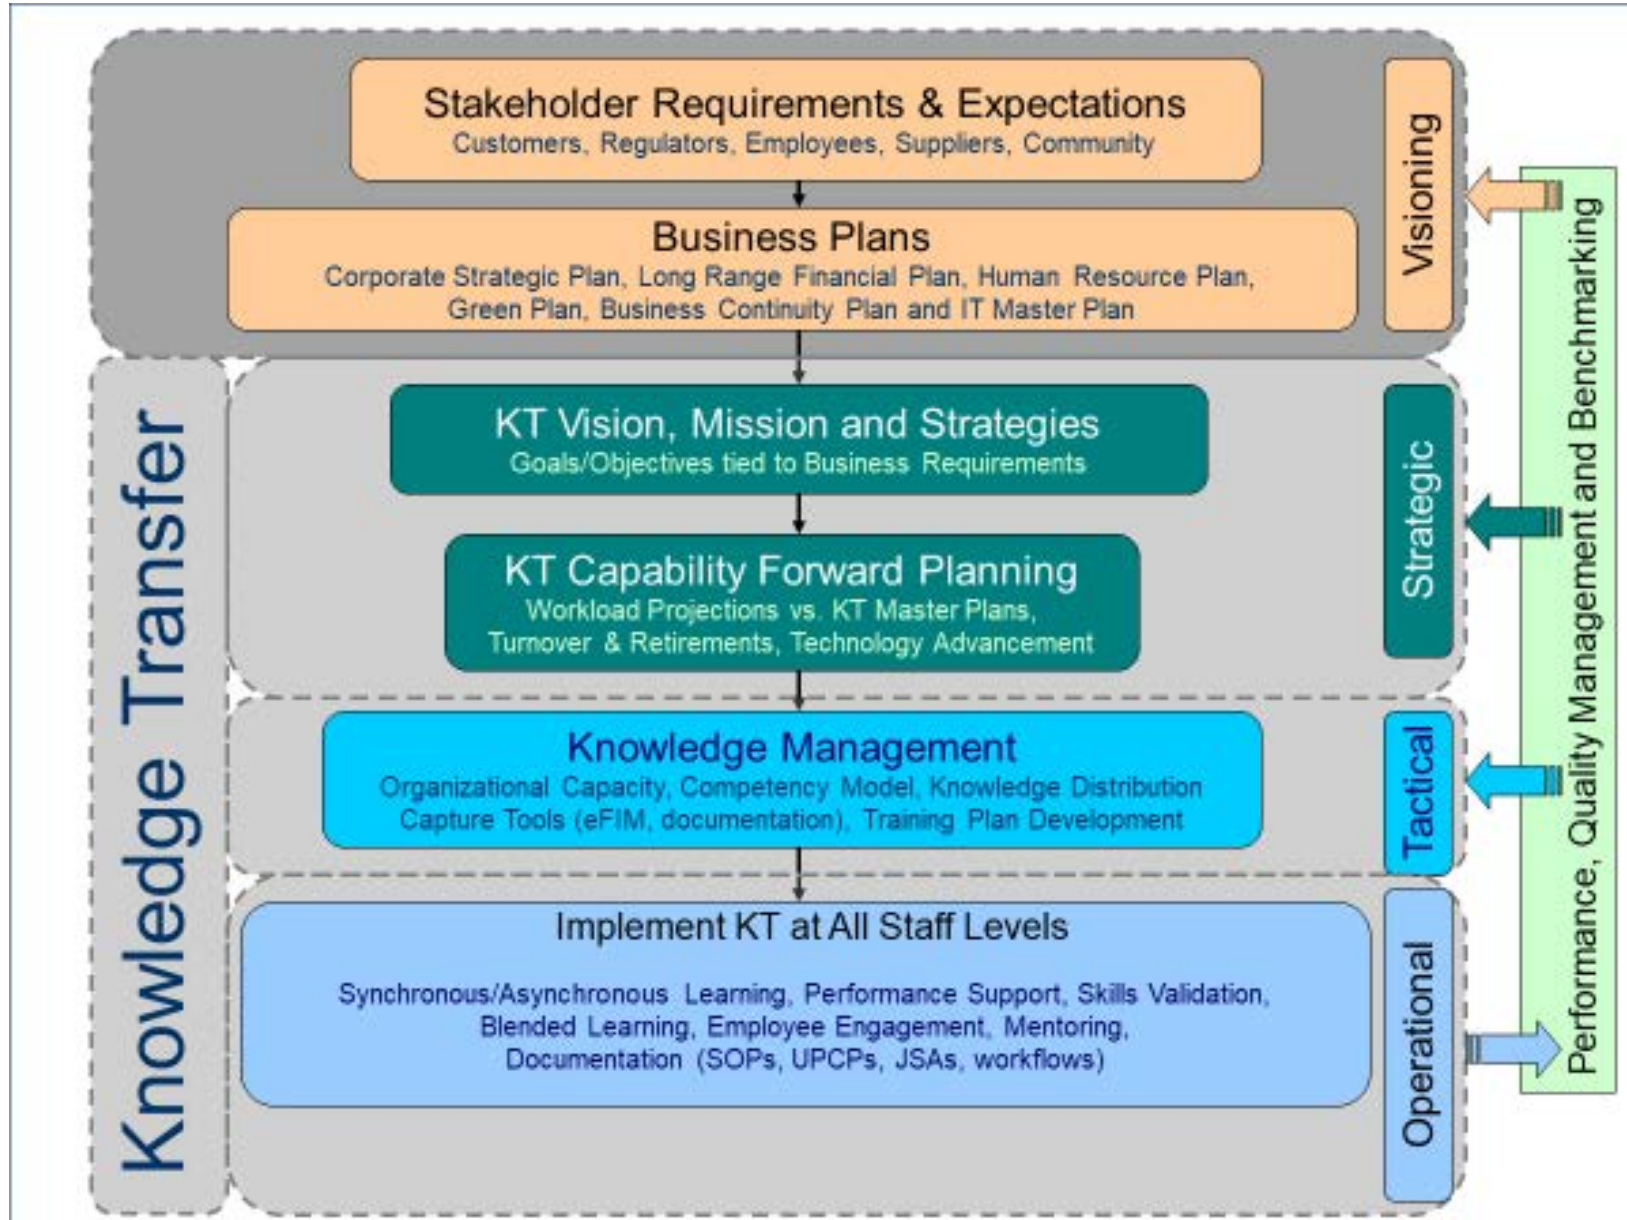 Stakeholder Requirements & Expectations
Customers, Regulators, Employees, Suppliers, Community
Business Plans
Corporate Strategic Plan, Long Range Financial Plan, Human Resource Plan,
Green Plan, Business Continuity Plan and IT Master Plan
Visioning
Knowledge Transfer
KT Vision, Mission and Strategies
Goals/Objectives tied to Business Requirements
KT Capability Forward Planning
Workload Projections vs. KT Master Plans,
Turnover & Retirements, Technology Advancement
Strategic
Knowledge Management
Organizational Capacity, Competency Model, Knowledge Distribution
Capture Tools (eFIM, documentation), Training Plan Development
Tactical
Implement KT at All Staff Levels
Synchronous/Asynchronous Learning, Performance Support, Skills Validation,
Blended Learning, Employee Engagement, Mentoring,
Documentation (SOPs, UPCPs, JSAs, workflows)
Operational
Performance, Quality Management and Benchmarking